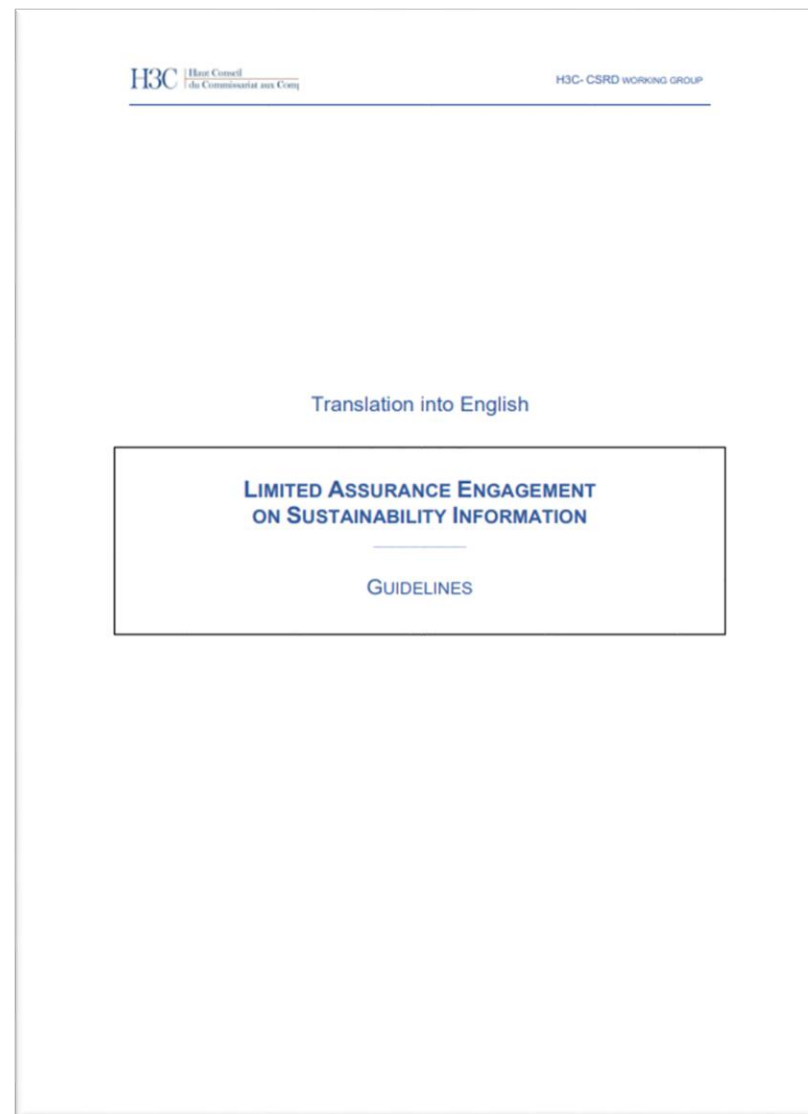 H3C Haut Conseil
du Commissariat aux Comp
H3C- CSRD WORKING GROUP
Translation into English
LIMITED ASSURANCE ENGAGEMENT
ON SUSTAINABILITY INFORMATION
GUIDELINES